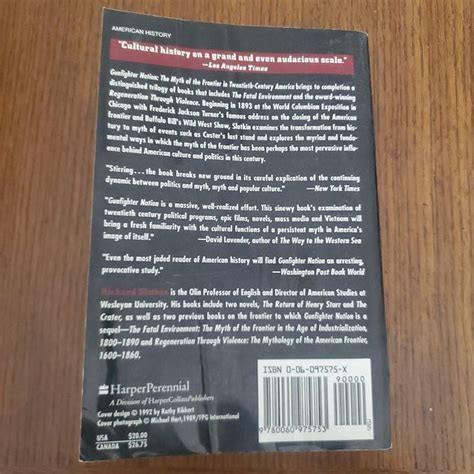 AMERICAN HISTORY
"Cultural history on a grand and even audacious scale."
—Los Angeles Times
Gunfighter Nation: The Myth of the Frontier in Twentieth-Century America brings to completion a
distinguished trilogy of books that includes The Fatal Environment and the award-winning
Regeneration Through Violence. Beginning in 1893 at the World Columbian Exposition in
Chicago with Frederick Jackson Turner's famous address on the closing of the American
frontier and Buffalo Bill's Wild West Show, Slotkin examines the transformation from his-
tory to myth of events such as Custer's last stand and explores the myriad and funda-
mental ways in which the myth of the frontier has been perhaps the most pervasive influ-
ence behind American culture and politics in this century.
"Stirring...the book breaks new ground in its careful explication of the continuing
dynamic between politics and myth, myth and popular culture."
—New York Times
"Gunfighter Nation is a massive, well-realized effort. This sinewy book's examination of
twentieth century political programs, epic films, novels, mass media and Vietnam will
bring a fresh familiarity with the cultural functions of a persistent myth in America's
image of itself."
—David Lavender, author of The Way to the Western Sea
"Even the most jaded reader of American history will find Gunfighter Nation an arresting,
provocative study."
—Washington Post Book World
Richard Slotkin is the Olin Professor of English and Director of American Studies at
Wesleyan University. His books include two novels, The Return of Henry Starr and The
Crater, as well as two previous books on the frontier to which Gunfighter Nation is a
sequel—The Fatal Environment: The Myth of the Frontier in the Age of Industrialization,
1800–1890 and Regeneration Through Violence: The Mythology of the American Frontier,
1600–1860.
HarperPerennial
A Division of HarperCollinsPublishers
Cover design © 1992 by Kathy Kikkert
Cover photograph © Michael Hart, 1989/FPG International
USA $20.00
CANADA $26.75
ISBN 0-06-097575-X
90000
9 780060 975753